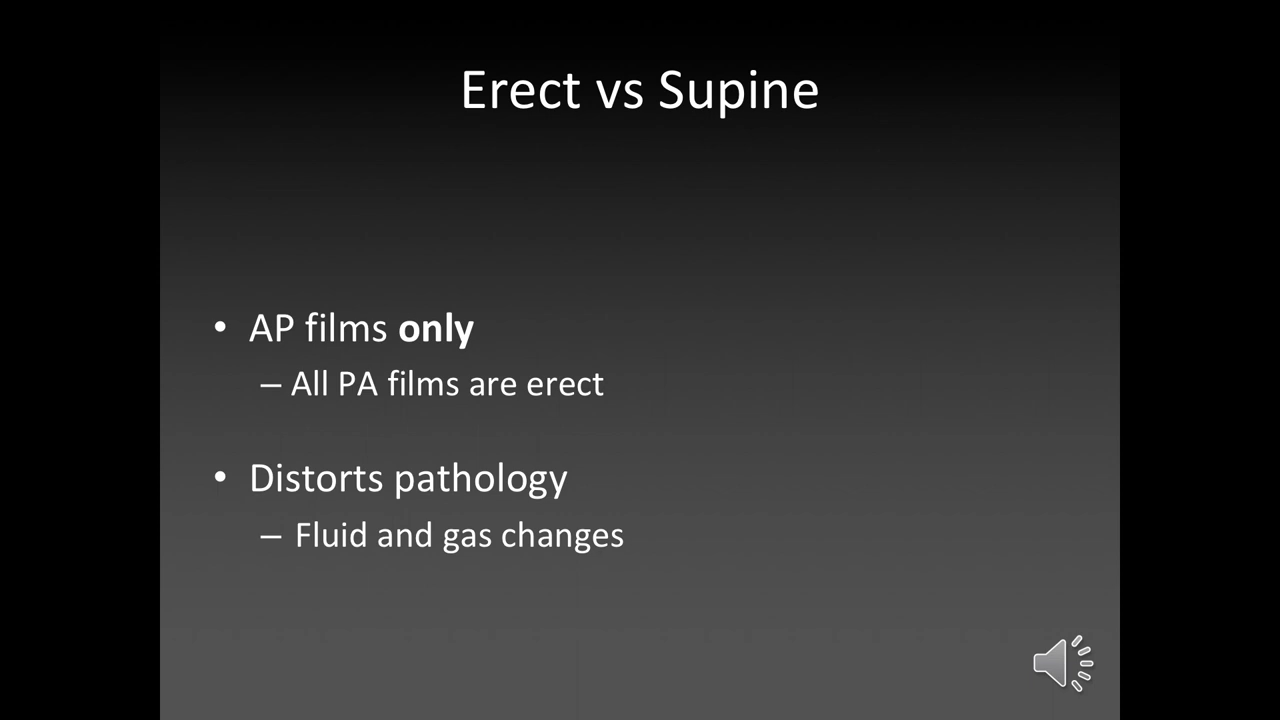 Erect vs Supine
• AP films only
– All PA films are erect
• Distorts pathology
– Fluid and gas changes